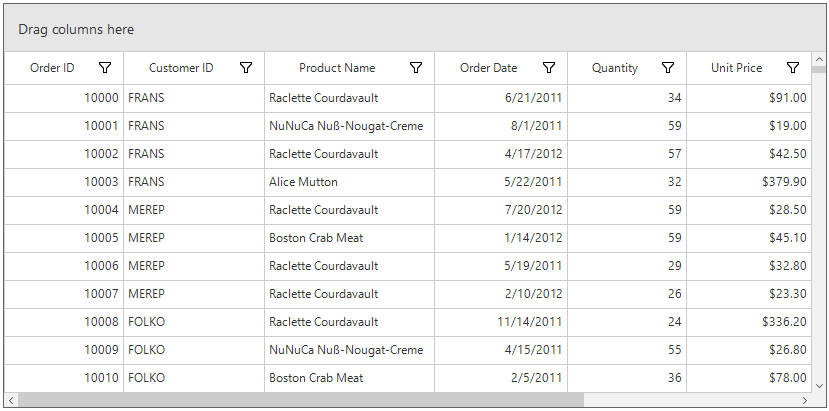 Drag columns here
Order ID Customer ID Product Name Order Date Quantity Unit Price
10000 FRANS Raclette Courdavault 6/21/2011 34 $91.00
10001 FRANS NuNuCa Nuß-Nougat-Creme 8/1/2011 59 $19.00
10002 FRANS Raclette Courdavault 4/17/2012 57 $42.50
10003 FRANS Alice Mutton 5/22/2011 32 $379.90
10004 MEREP Raclette Courdavault 7/20/2012 59 $28.50
10005 MEREP Boston Crab Meat 1/14/2012 59 $45.10
10006 MEREP Raclette Courdavault 5/19/2011 29 $32.80
10007 MEREP Raclette Courdavault 2/10/2012 26 $23.30
10008 FOLKO Raclette Courdavault 11/14/2011 24 $336.20
10009 FOLKO NuNuCa Nuß-Nougat-Creme 4/15/2011 55 $26.80
10010 FOLKO Boston Crab Meat 2/5/2011 36 $78.00